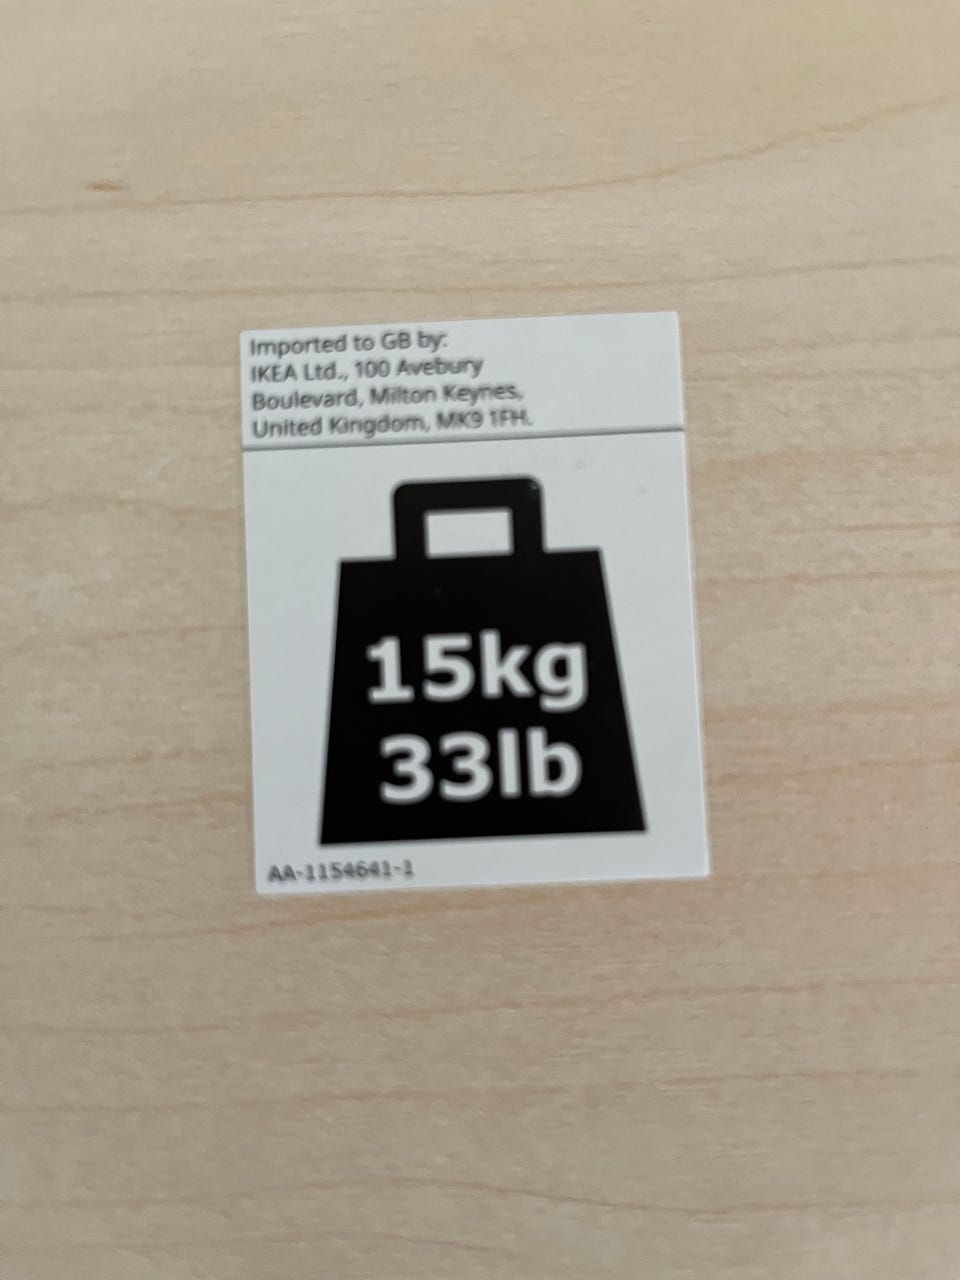 Imported to GB by:
IKEA Ltd., 100 Avebury
Boulevard, Milton Keynes,
United Kingdom, MK9 1FH.
15kg
33lb
AA-1154641-1